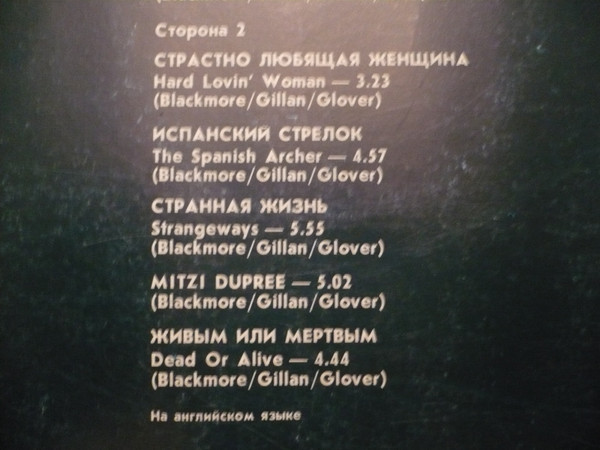 Сторона 2
СТРАСТНО ЛЮБЯЩАЯ ЖЕНЩИНА
Hard Lovin' Woman — 3.23
(Blackmore/Gillan/Glover)
ИСПАНСКИЙ СТРЕЛОК
The Spanish Archer — 4.57
(Blackmore/Gillan/Glover)
СТРАННАЯ ЖИЗНЬ
Strangeways — 5.55
(Blackmore/Gillan/Glover)
MITZI DUPREE — 5.02
(Blackmore/Gillan/Glover)
ЖИВЫМ ИЛИ МЕРТВЫМ
Dead Or Alive — 4.44
(Blackmore/Gillan/Glover)
На английском языке